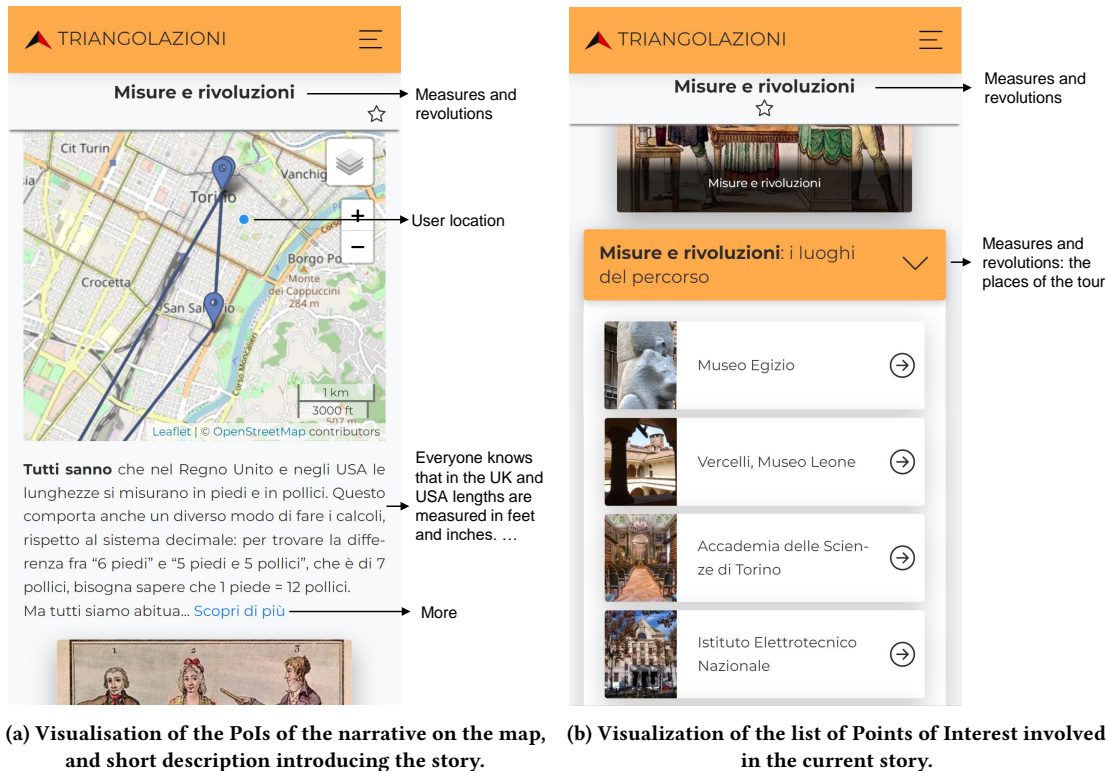 TRIANGOLAZIONI
Misure e rivoluzioni
Measures and
revolutions
Cit Turin
Vanchig
Torino
User location
+
−
Borgo Po
Crocetta
Monte
dei Cappuccini
284 m
San Sal io
Corso Moncalieri
1 km
3000 ft
507 m
Leaflet | © OpenStreetMap contributors
Tutti sanno che nel Regno Unito e negli USA le
lunghezze si misurano in piedi e in pollici. Questo
comporta anche un diverso modo di fare i calcoli,
rispetto al sistema decimale: per trovare la diffe-
renza fra “6 piedi” e “5 piedi e 5 pollici”, che è di 7
pollici, bisogna sapere che 1 piede = 12 pollici.
Ma tutti siamo abitua... Scopri di più
Everyone knows
that in the UK and
USA lengths are
measured in feet
and inches. …
More
1 2 3
(a) Visualisation of the PoIs of the narrative on the map,
and short description introducing the story.
TRIANGOLAZIONI
Misure e rivoluzioni
Measures and
revolutions
Misure e rivoluzioni
Misure e rivoluzioni: i luoghi
del percorso
Measures and
revolutions: the
places of the tour
Museo Egizio
Vercelli, Museo Leone
Accademia delle Scien-
ze di Torino
Istituto Elettrotecnico
Nazionale
(b) Visualization of the list of Points of Interest involved
in the current story.